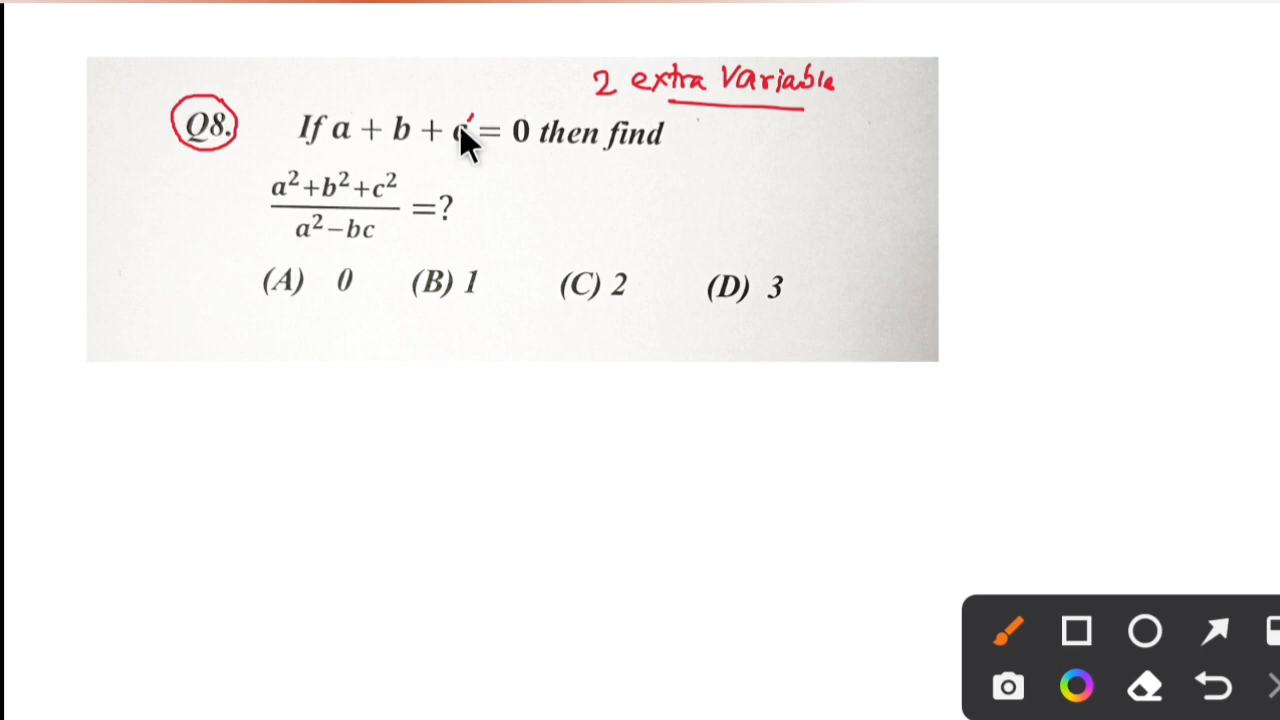 2 extra Variable
Q8. If a + b + c = 0 then find
a²+b²+c²
a²−bc
=?
(A) 0 (B) 1 (C) 2 (D) 3